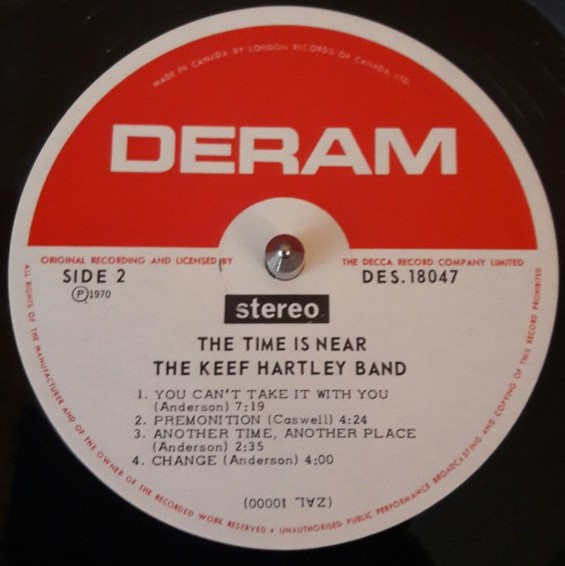 MADE IN CANADA BY LONDON RECORDS OF CANADA, LTD.
DERAM
ORIGINAL RECORDING AND LICENSED BY THE DECCA RECORD COMPANY LIMITED
SIDE 2 DES.18047
Ⓟ1970
stereo
THE TIME IS NEAR
THE KEEF HARTLEY BAND
1. YOU CAN'T TAKE IT WITH YOU
(Anderson) 7:19
2. PREMONITION (Caswell) 4:24
3. ANOTHER TIME, ANOTHER PLACE
(Anderson) 2:35
4. CHANGE (Anderson) 4:00
(ZAL 10000)
ALL RIGHTS OF THE MANUFACTURER AND OF THE OWNER OF THE RECORDED WORK RESERVED • UNAUTHORISED PUBLIC PERFORMANCE BROADCASTING AND COPYING OF THIS RECORD PROHIBITED